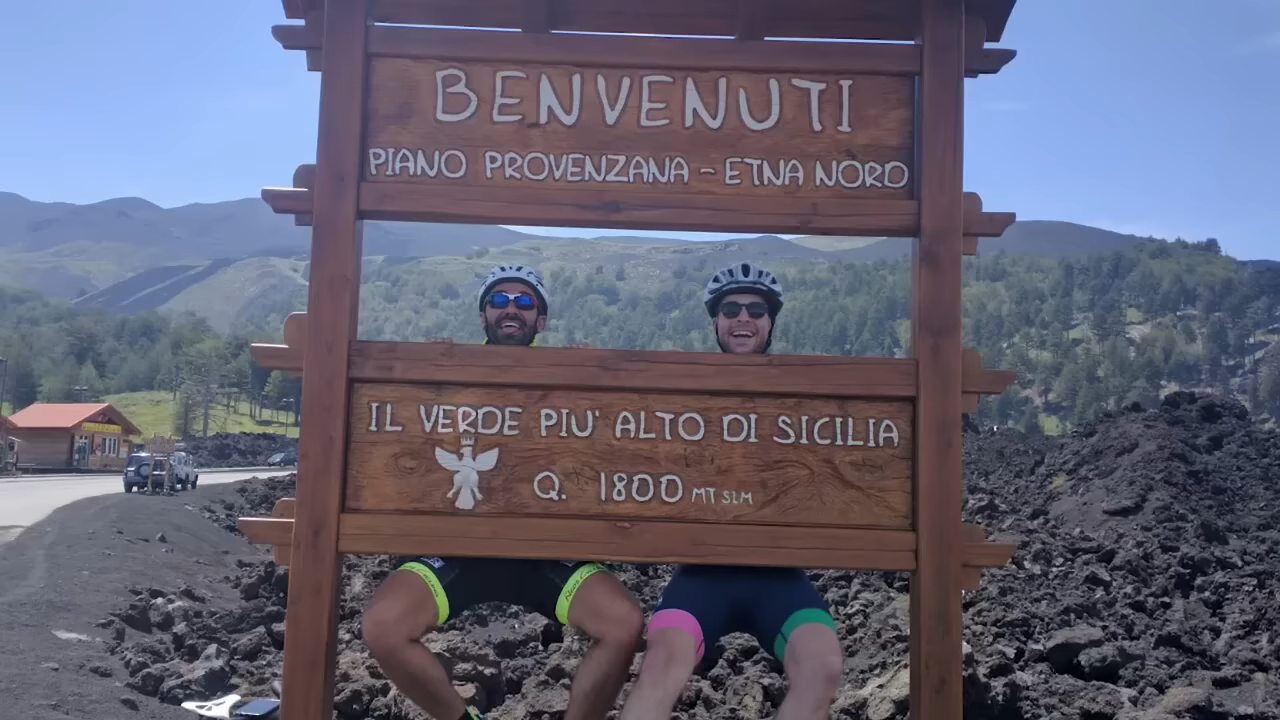 BENVENUTI
PIANO PROVENZANA - ETNA NORD
IL VERDE PIU' ALTO DI SICILIA
Q. 1800 MT SLM